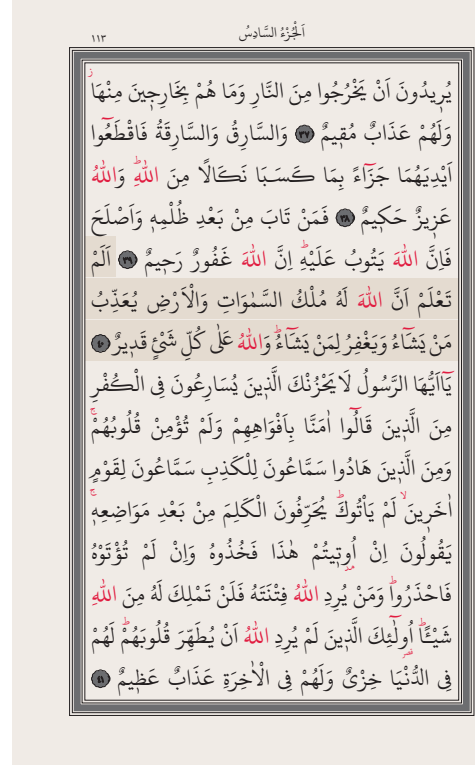 اَلْجُزْءُ السَّادِسُ
١١٣
يُرٖيدُونَ اَنْ يَخْرُجُوا مِنَ النَّارِ وَمَا هُمْ بِخَارِجٖينَ مِنْهَاۘ
وَلَهُمْ عَذَابٌ مُقٖيمٌ ﴿٣٧﴾ وَالسَّارِقُ وَالسَّارِقَةُ فَاقْطَعُٓوا
اَيْدِيَهُمَا جَزَٓاءً بِمَا كَسَبَا نَكَالًا مِنَ اللّٰهِؕ وَاللّٰهُ
عَزٖيزٌ حَكٖيمٌ ﴿٣٨﴾ فَمَنْ تَابَ مِنْ بَعْدِ ظُلْمِهٖ وَاَصْلَحَ
فَاِنَّ اللّٰهَ يَتُوبُ عَلَيْهِؕ اِنَّ اللّٰهَ غَفُورٌ رَحٖيمٌ ﴿٣٩﴾ اَلَمْ
تَعْلَمْ اَنَّ اللّٰهَ لَهُ مُلْكُ السَّمٰوَاتِ وَالْاَرْضِ يُعَذِّبُ
مَنْ يَشَٓاءُ وَيَغْفِرُ لِمَنْ يَشَٓاءُؕ وَاللّٰهُ عَلٰى كُلِّ شَیْءٍ قَدٖيرٌ ﴿٤٠﴾
يَٓا اَيُّهَا الرَّسُولُ لَا يَحْزُنْكَ الَّذٖينَ يُسَارِعُونَ فِی الْكُفْرِ
مِنَ الَّذٖينَ قَالُٓوا اٰمَنَّا بِاَفْوَاهِهِمْ وَلَمْ تُؤْمِنْ قُلُوبُهُمْۚ
وَمِنَ الَّذٖينَ هَادُوا سَمَّاعُونَ لِلْكَذِبِ سَمَّاعُونَ لِقَوْمٍ
اٰخَرٖينَۙ لَمْ يَاْتُوكَؕ يُحَرِّفُونَ الْكَلِمَ مِنْ بَعْدِ مَوَاضِعِهٖۚ
يَقُولُونَ اِنْ اُو۫تٖيتُمْ هٰذَا فَخُذُوهُ وَاِنْ لَمْ تُؤْتَوْهُ
فَاحْذَرُواؕ وَمَنْ يُرِدِ اللّٰهُ فِتْنَتَهُ فَلَنْ تَمْلِكَ لَهُ مِنَ اللّٰهِ
شَيْـًٔاؕ اُو۬لٰٓئِكَ الَّذٖينَ لَمْ يُرِدِ اللّٰهُ اَنْ يُطَهِّرَ قُلُوبَهُمْؕ لَهُمْ
فِی الدُّنْيَا خِزْیٌ وَلَهُمْ فِی الْاٰخِرَةِ عَذَابٌ عَظٖيمٌ ﴿٤١﴾